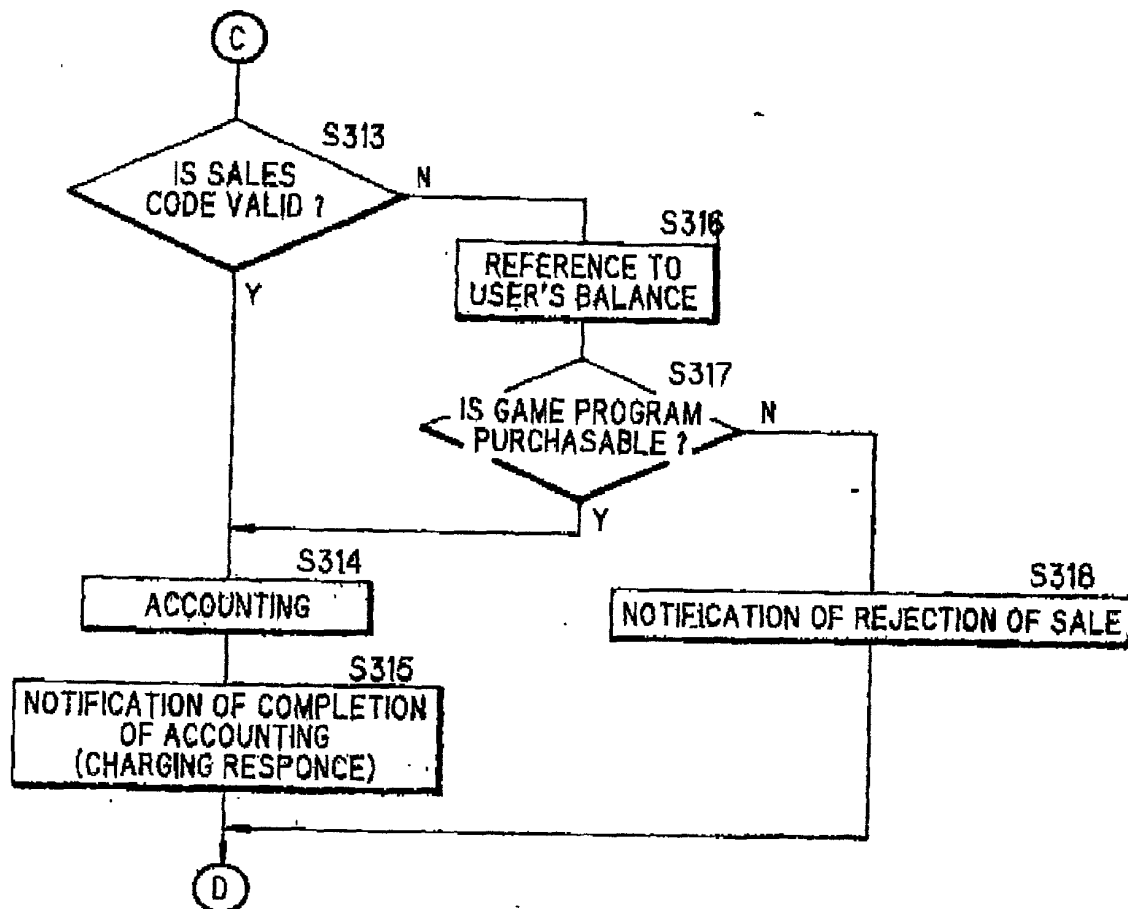 C
S313
IS SALES
CODE VALID ?
N
Y
S316
REFERENCE TO
USER'S BALANCE
S317
IS GAME PROGRAM
PURCHASABLE ?
N
Y
S314
ACCOUNTING
S318
NOTIFICATION OF REJECTION OF SALE
S315
NOTIFICATION OF COMPLETION
OF ACCOUNTING
(CHARGING RESPONCE)
D